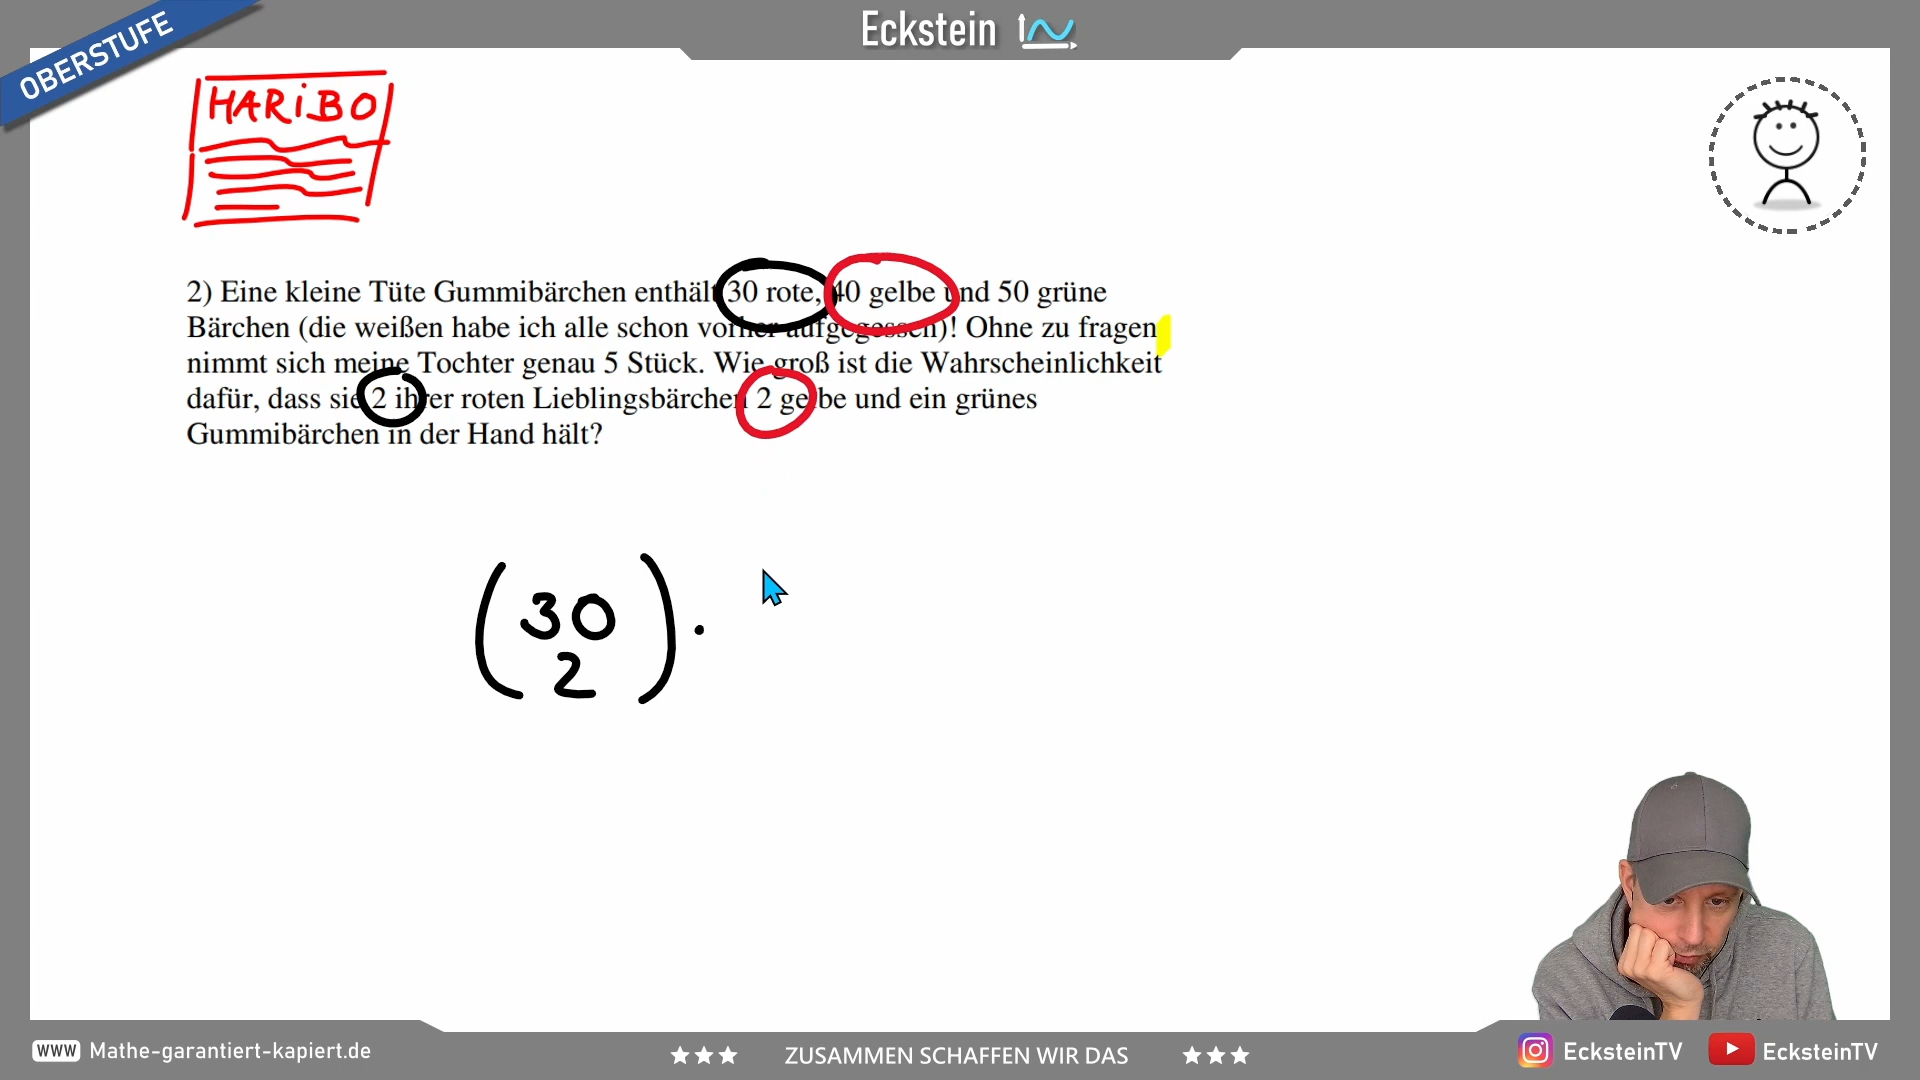 OBERSTUFE
Eckstein
HARiBO
2) Eine kleine Tüte Gummibärchen enthält 30 rote, 40 gelbe und 50 grüne
Bärchen (die weißen habe ich alle schon vorher aufgegessen)! Ohne zu fragen
nimmt sich meine Tochter genau 5 Stück. Wie groß ist die Wahrscheinlichkeit
dafür, dass sie 2 ihrer roten Lieblingsbärchen 2 gelbe und ein grünes
Gummibärchen in der Hand hält?
(30
2) ·
WWW Mathe-garantiert-kapiert.de
★★★ ZUSAMMEN SCHAFFEN WIR DAS ★★★
EcksteinTV EcksteinTV